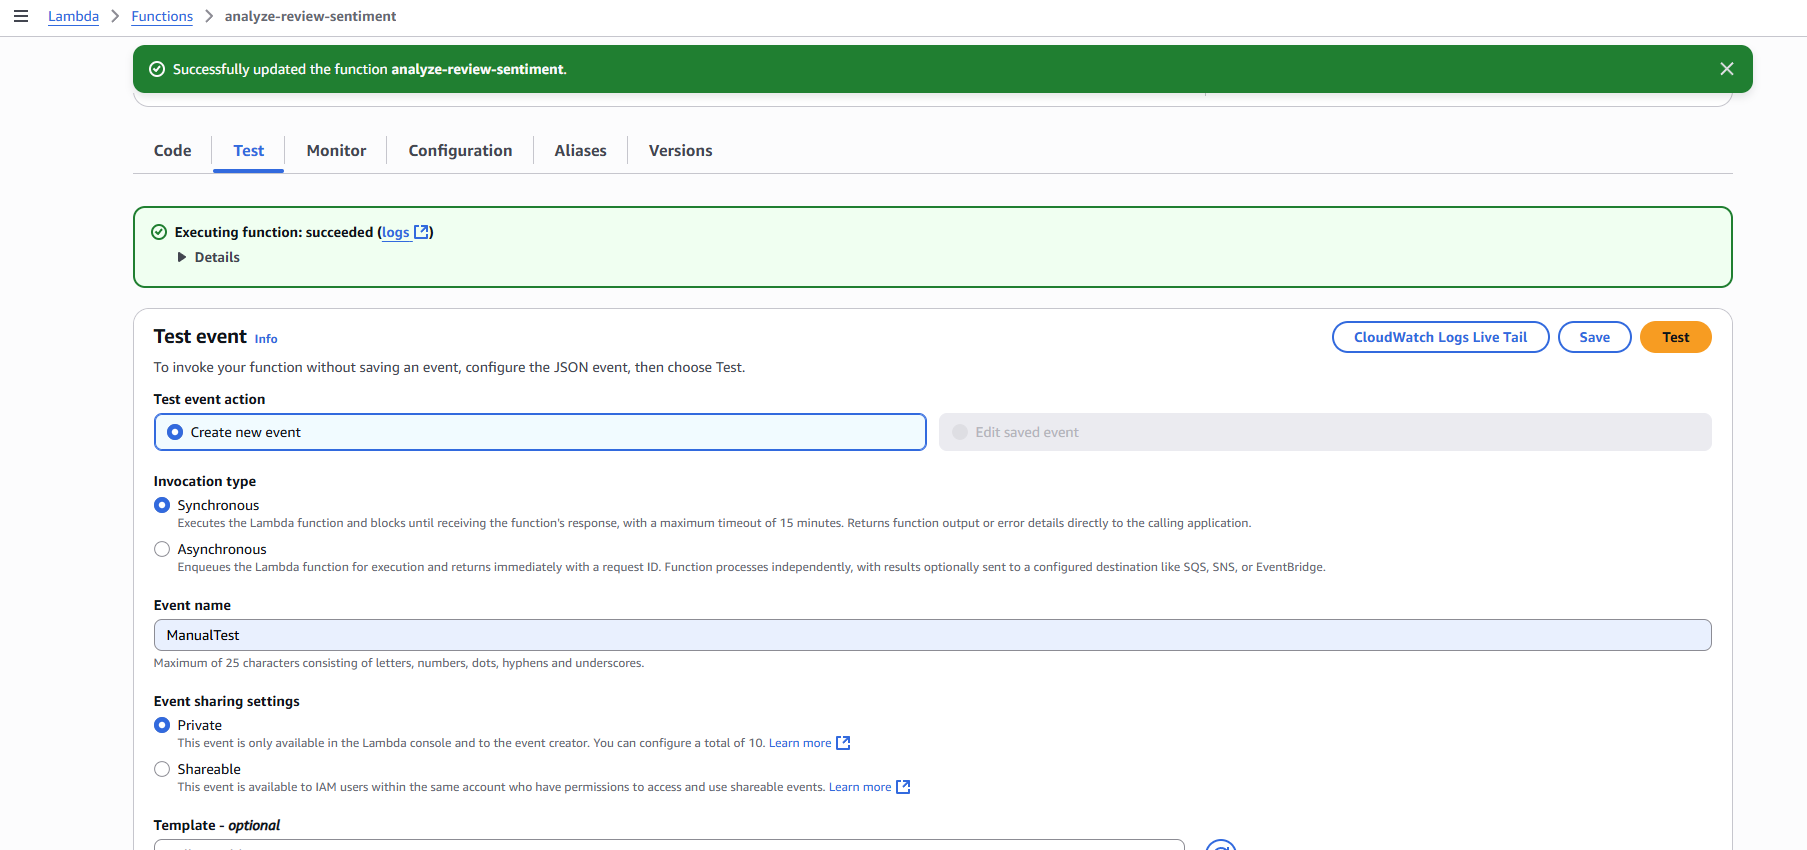 Lambda > Functions > analyze-review-sentiment
Successfully updated the function analyze-review-sentiment.
Code Test Monitor Configuration Aliases Versions
Executing function: succeeded (logs)
Details
Test event Info
CloudWatch Logs Live Tail Save Test
To invoke your function without saving an event, configure the JSON event, then choose Test.
Test event action
Create new event Edit saved event
Invocation type
Synchronous
Executes the Lambda function and blocks until receiving the function's response, with a maximum timeout of 15 minutes. Returns function output or error details directly to the calling application.
Asynchronous
Enqueues the Lambda function for execution and returns immediately with a request ID. Function processes independently, with results optionally sent to a configured destination like SQS, SNS, or EventBridge.
Event name
ManualTest
Maximum of 25 characters consisting of letters, numbers, dots, hyphens and underscores.
Event sharing settings
Private
This event is only available in the Lambda console and to the event creator. You can configure a total of 10. Learn more
Shareable
This event is available to IAM users within the same account who have permissions to access and use shareable events. Learn more
Template - optional